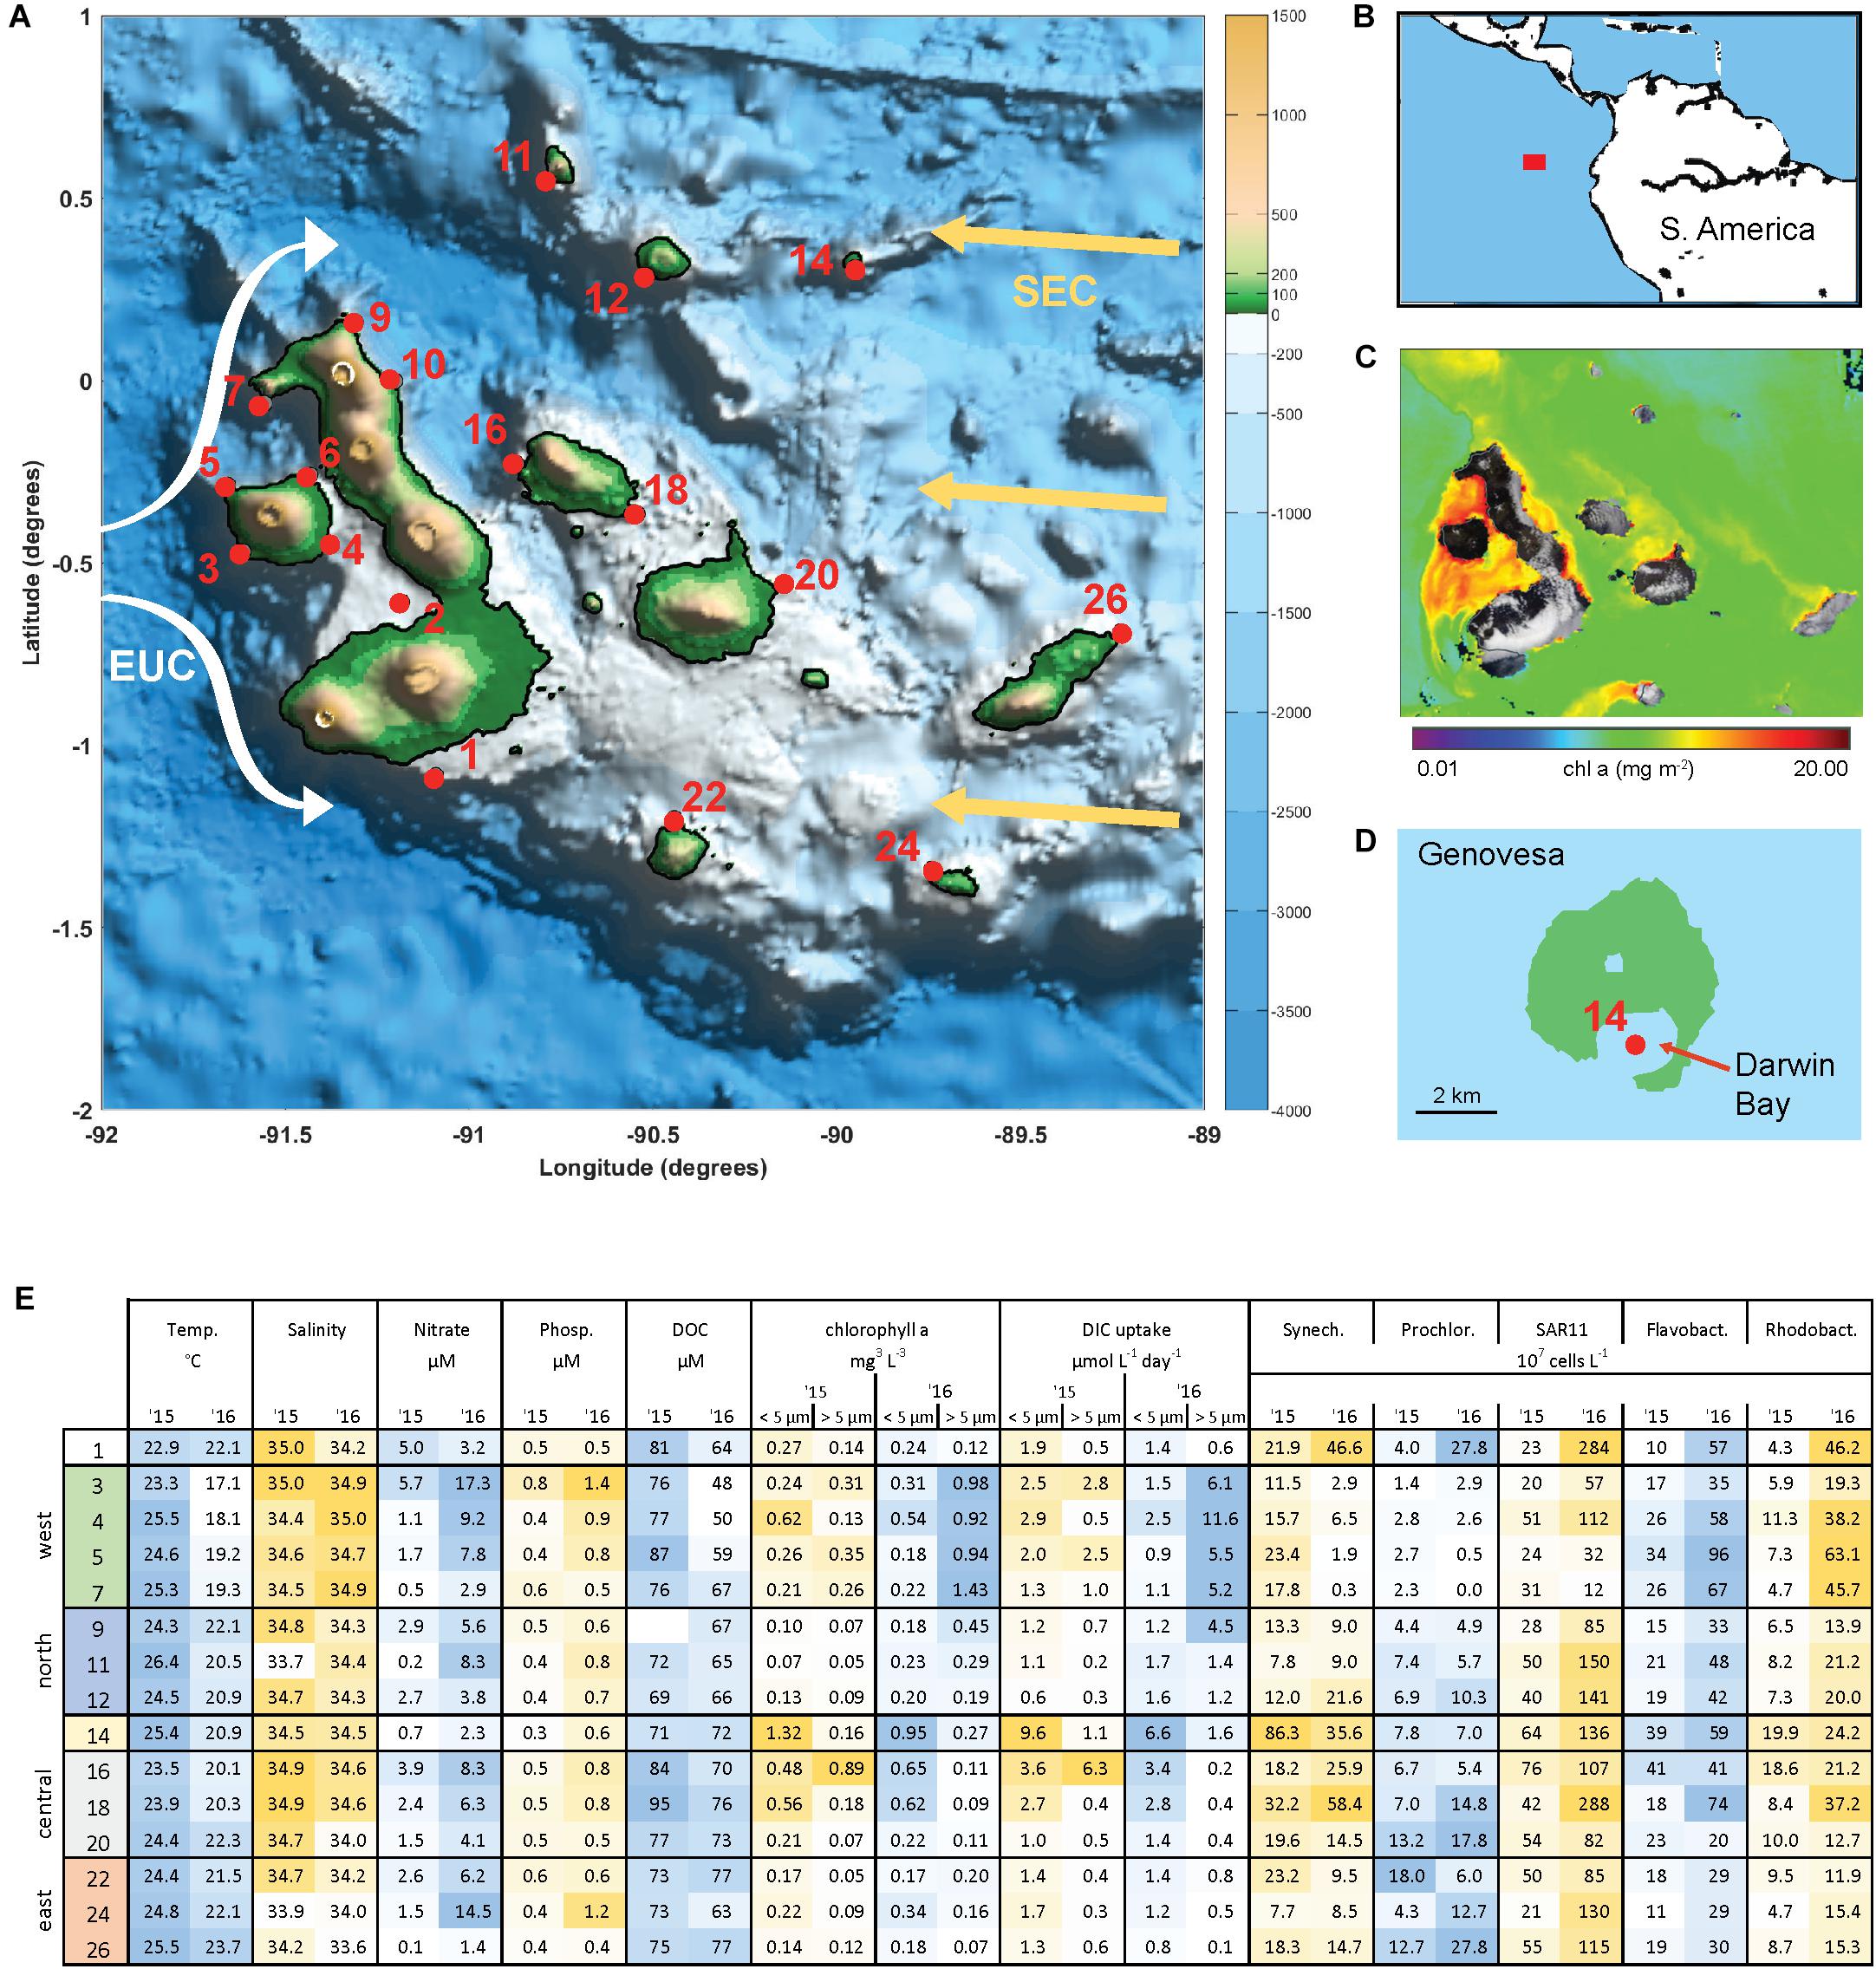 A
1
0.5
0
-0.5
-1
-1.5
-2
Latitude (degrees)
-92 -91.5 -91 -90.5 -90 -89.5 -89
Longitude (degrees)
11
12
14
SEC
9
10
7
16
6
5
18
3
4
20
2
26
EUC
1
22
24
1500
1000
500
200
100
0
-200
-500
-1000
-1500
-2000
-2500
-3000
-3500
-4000
B
S. America
C
0.01 chl a (mg m-2) 20.00
D
Genovesa
14
Darwin
Bay
2 km
E
Temp. Salinity Nitrate Phosp. DOC chlorophyll a DIC uptake Synech. Prochlor. SAR11 Flavobact. Rhodobact.
°C µM µM µM mg3 L-3 µmol L-1 day-1 10^7 cells L-1
'15 '16 '15 '16
'15 '16 '15 '16 '15 '16 '15 '16 '15 '16 < 5 µm > 5 µm < 5 µm > 5 µm < 5 µm > 5 µm < 5 µm > 5 µm '15 '16 '15 '16 '15 '16 '15 '16 '15 '16
1 22.9 22.1 35.0 34.2 5.0 3.2 0.5 0.5 81 64 0.27 0.14 0.24 0.12 1.9 0.5 1.4 0.6 21.9 46.6 4.0 27.8 23 284 10 57 4.3 46.2
west
3 23.3 17.1 35.0 34.9 5.7 17.3 0.8 1.4 76 48 0.24 0.31 0.31 0.98 2.5 2.8 1.5 6.1 11.5 2.9 1.4 2.9 20 57 17 35 5.9 19.3
4 25.5 18.1 34.4 35.0 1.1 9.2 0.4 0.9 77 50 0.62 0.13 0.54 0.92 2.9 0.5 2.5 11.6 15.7 6.5 2.8 2.6 51 112 26 58 11.3 38.2
5 24.6 19.2 34.6 34.7 1.7 7.8 0.4 0.8 87 59 0.26 0.35 0.18 0.94 2.0 2.5 0.9 5.5 23.4 1.9 2.7 0.5 24 32 34 96 7.3 63.1
7 25.3 19.3 34.5 34.9 0.5 2.9 0.6 0.5 76 67 0.21 0.26 0.22 1.43 1.3 1.0 1.1 5.2 17.8 0.3 2.3 0.0 31 12 26 67 4.7 45.7
north
9 24.3 22.1 34.8 34.3 2.9 5.6 0.5 0.6 67 0.10 0.07 0.18 0.45 1.2 0.7 1.2 4.5 13.3 9.0 4.4 4.9 28 85 15 33 6.5 13.9
11 26.4 20.5 33.7 34.4 0.2 8.3 0.4 0.8 72 65 0.07 0.05 0.23 0.29 1.1 0.2 1.7 1.4 7.8 9.0 7.4 5.7 50 150 21 48 8.2 21.2
12 24.5 20.9 34.7 34.3 2.7 3.8 0.4 0.7 69 66 0.13 0.09 0.20 0.19 0.6 0.3 1.6 1.2 12.0 21.6 6.9 10.3 40 141 19 42 7.3 20.0
14 25.4 20.9 34.5 34.5 0.7 2.3 0.3 0.6 71 72 1.32 0.16 0.95 0.27 9.6 1.1 6.6 1.6 86.3 35.6 7.8 7.0 64 136 39 59 19.9 24.2
central
16 23.5 20.1 34.9 34.6 3.9 8.3 0.5 0.8 84 70 0.48 0.89 0.65 0.11 3.6 6.3 3.4 0.2 18.2 25.9 6.7 5.4 76 107 41 41 18.6 21.2
18 23.9 20.3 34.9 34.6 2.4 6.3 0.5 0.8 95 76 0.56 0.18 0.62 0.09 2.7 0.4 2.8 0.4 32.2 58.4 7.0 14.8 42 288 18 74 8.4 37.2
20 24.4 22.3 34.7 34.0 1.5 4.1 0.5 0.5 77 73 0.21 0.07 0.22 0.11 1.0 0.5 1.4 0.4 19.6 14.5 13.2 17.8 54 82 23 20 10.0 12.7
east
22 24.4 21.5 34.7 34.2 2.6 6.2 0.6 0.6 73 77 0.17 0.05 0.17 0.20 1.4 0.4 1.4 0.8 23.2 9.5 18.0 6.0 50 85 18 29 9.5 11.9
24 24.8 22.1 33.9 34.0 1.5 14.5 0.4 1.2 73 63 0.22 0.09 0.34 0.16 1.7 0.3 1.2 0.5 7.7 8.5 4.3 12.7 21 130 11 29 4.7 15.4
26 25.5 23.7 34.2 33.6 0.1 1.4 0.4 0.4 75 77 0.14 0.12 0.18 0.07 1.3 0.6 0.8 0.1 18.3 14.7 12.7 27.8 55 115 19 30 8.7 15.3